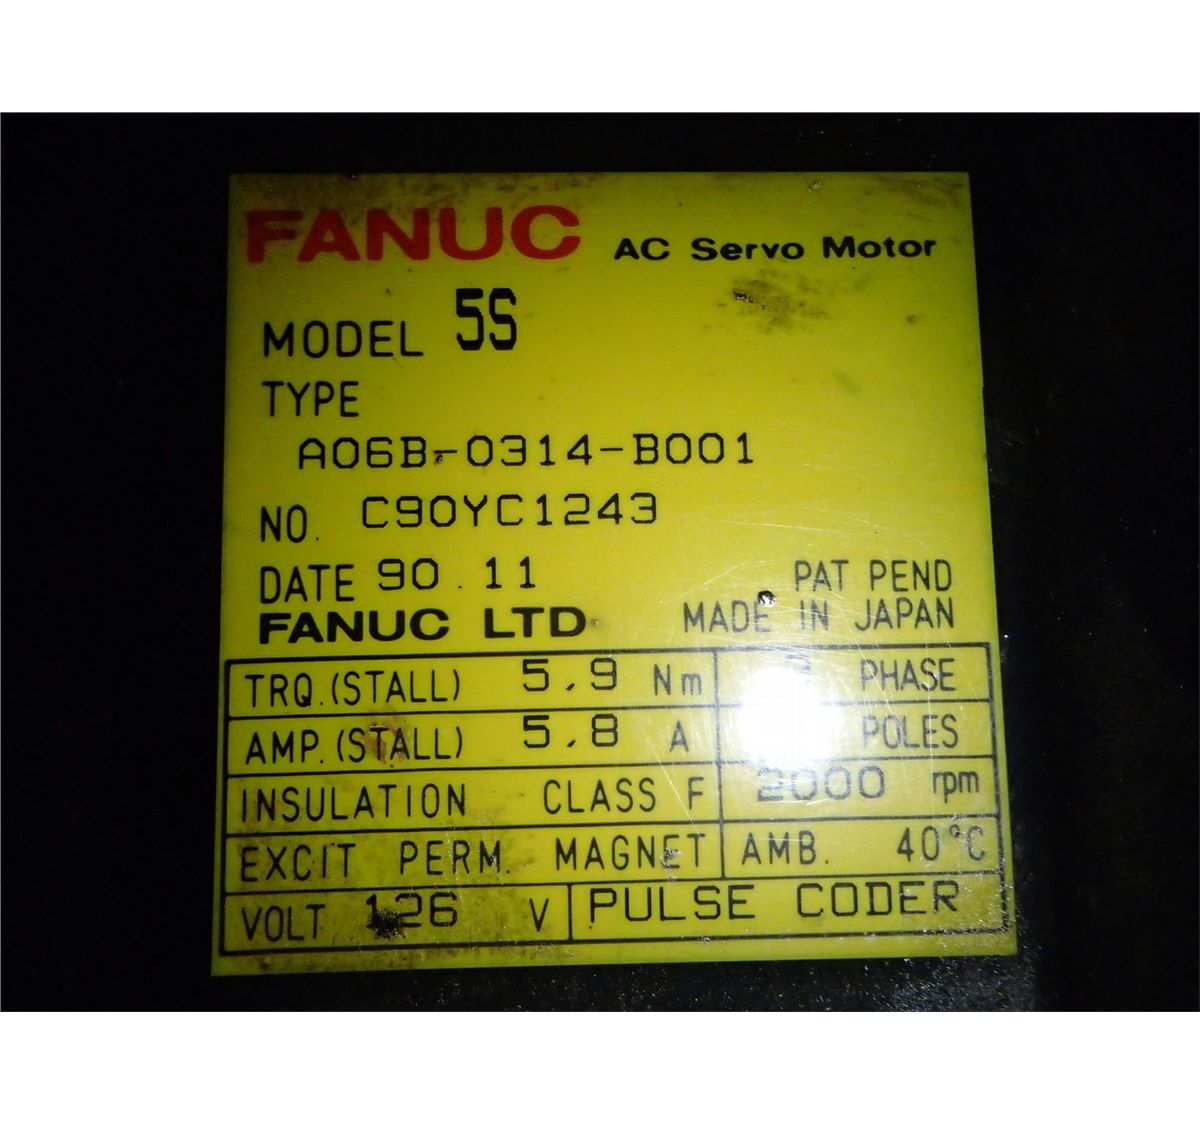 FANUC AC Servo Motor
MODEL 5S
TYPE
A06B-0314-B001
NO. C90YC1243
DATE 90.11
PAT PEND
FANUC LTD MADE IN JAPAN
TRQ.(STALL) 5.9 Nm PHASE
AMP.(STALL) 5.8 A POLES
INSULATION CLASS F 2000 rpm
EXCIT PERM. MAGNET AMB. 40°C
VOLT 126 V PULSE CODER